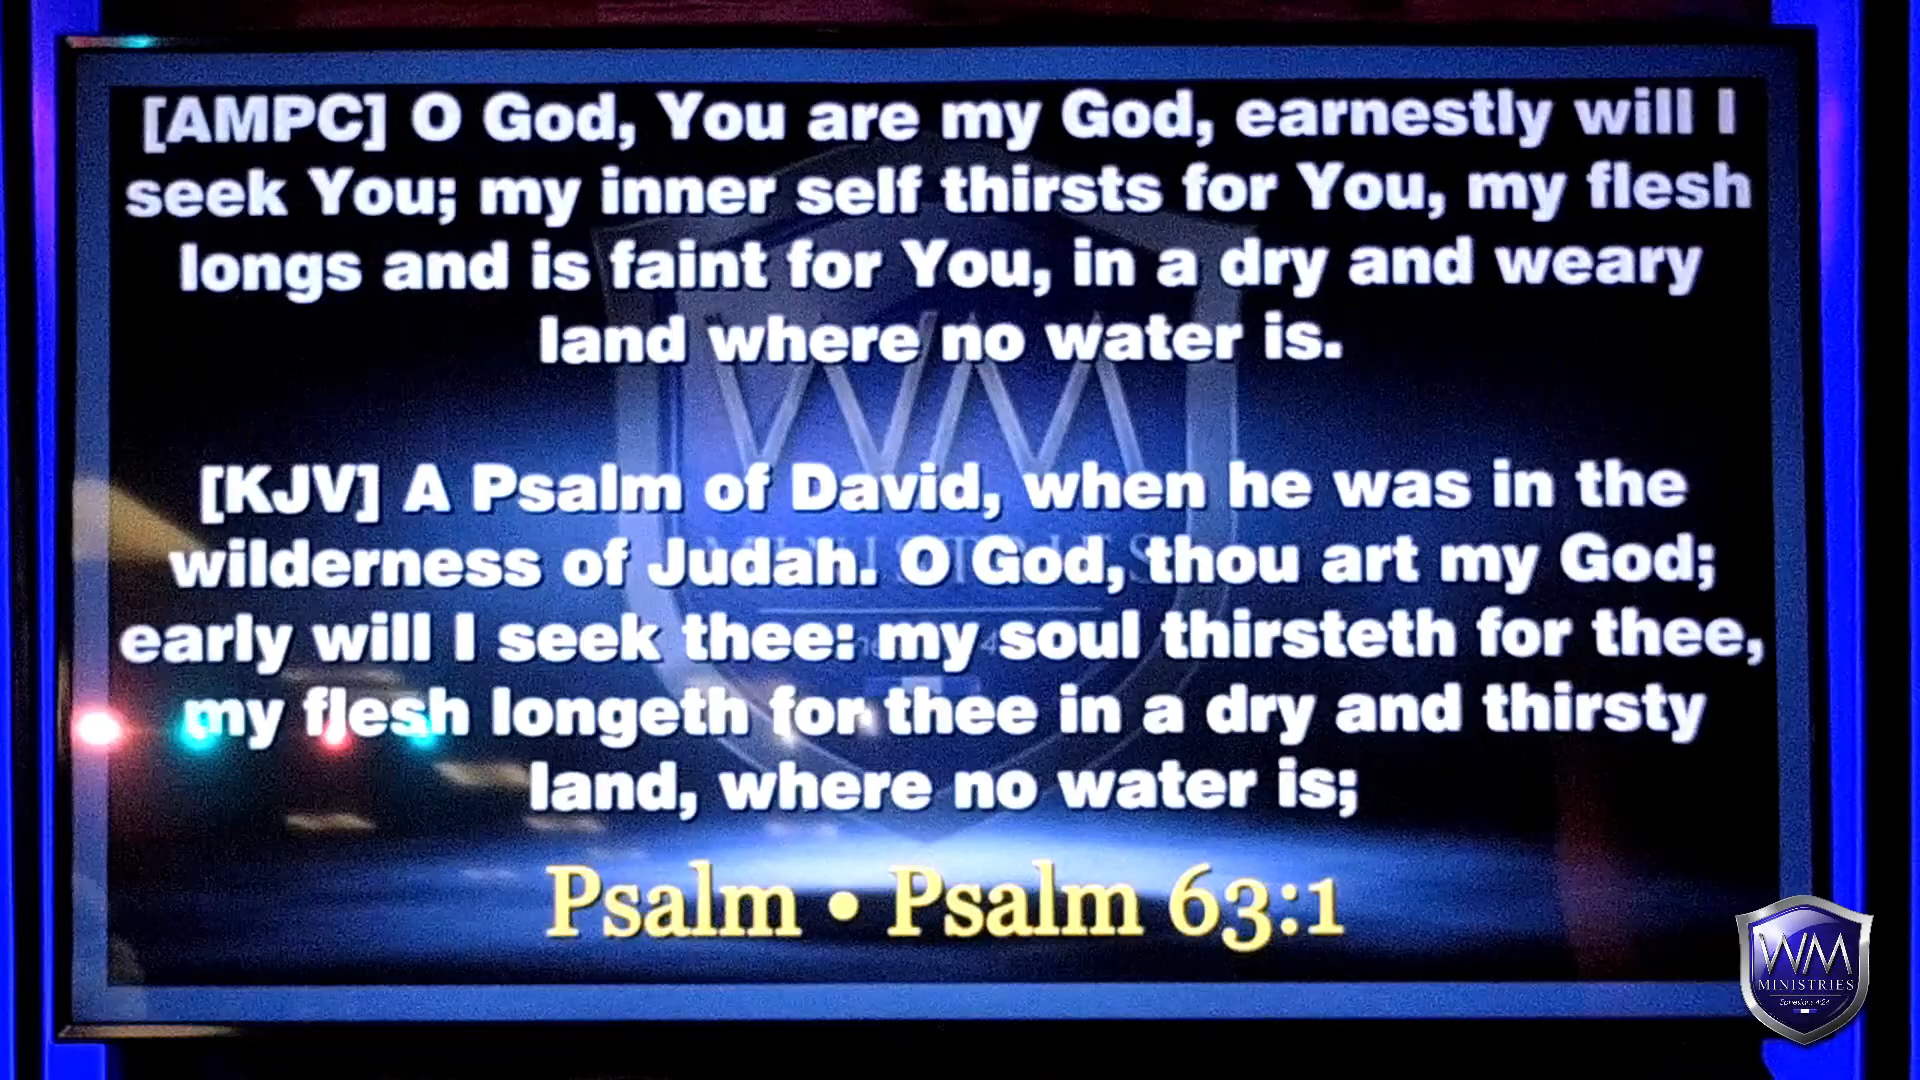 [AMPC] O God, You are my God, earnestly will I
seek You; my inner self thirsts for You, my flesh
longs and is faint for You, in a dry and weary
land where no water is.
[KJV] A Psalm of David, when he was in the
wilderness of Judah. O God, thou art my God;
early will I seek thee: my soul thirsteth for thee,
my flesh longeth for thee in a dry and thirsty
land, where no water is;
Psalm • Psalm 63:1
WM
MINISTRIES
Ephesians 4:24